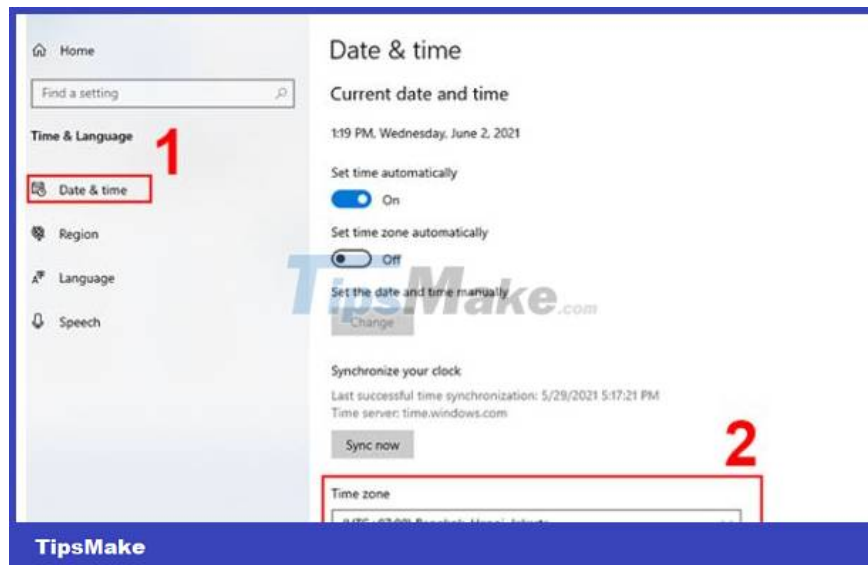 Home
Find a setting
Time & Language
1
Date & time
Region
Language
Speech
Date & time
Current date and time
1:19 PM, Wednesday, June 2, 2021
Set time automatically
On
Set time zone automatically
Off
TipsMake.com
Set the date and time manually
Change
Synchronize your clock
Last successful time synchronization: 5/29/2021 5:17:21 PM
Time server: time.windows.com
Sync now
2
Time zone
Bangkok, Hanoi, Jakarta
TipsMake